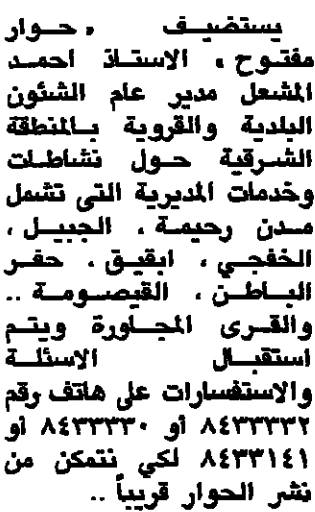 يستضيف « حوار
مفتوح » الاستاذ احمد
المشعل مدير عام الشئون
البلدية والقروية بالمنطقة
الشرقية حول نشاطات
وخدمات المديرية التى تشمل
مدن رحيمة ، الجبيل ،
الخفجي ، ابقيق ، حفر
الباطن ، القيصومة ..
والقرى المجاورة ويتم
استقبال الاسئلة
والاستفسارات على هاتف رقم
٨٤٣٣٣٣٢ أو ٨٤٣٣٣٣٠ أو
٨٤٣٣١٤١ لكي نتمكن من
نشر الحوار قريباً ..